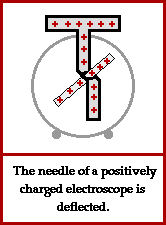 The needle of a positively
charged electroscope is
deflected.